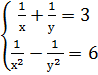 { 1/x + 1/y = 3
1/x² - 1/y² = 6